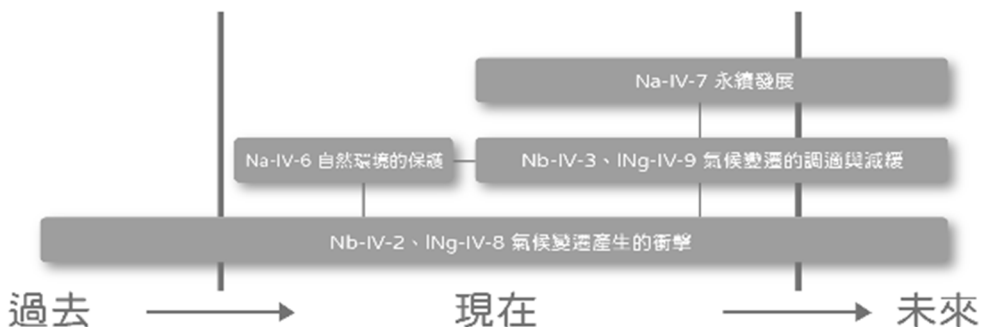 Na-IV-7 永續發展
Na-IV-6 自然環境的保護
Nb-IV-3、INg-IV-9 氣候變遷的調適與減緩
Nb-IV-2、INg-IV-8 氣候變遷產生的衝擊
過去 現在 未來